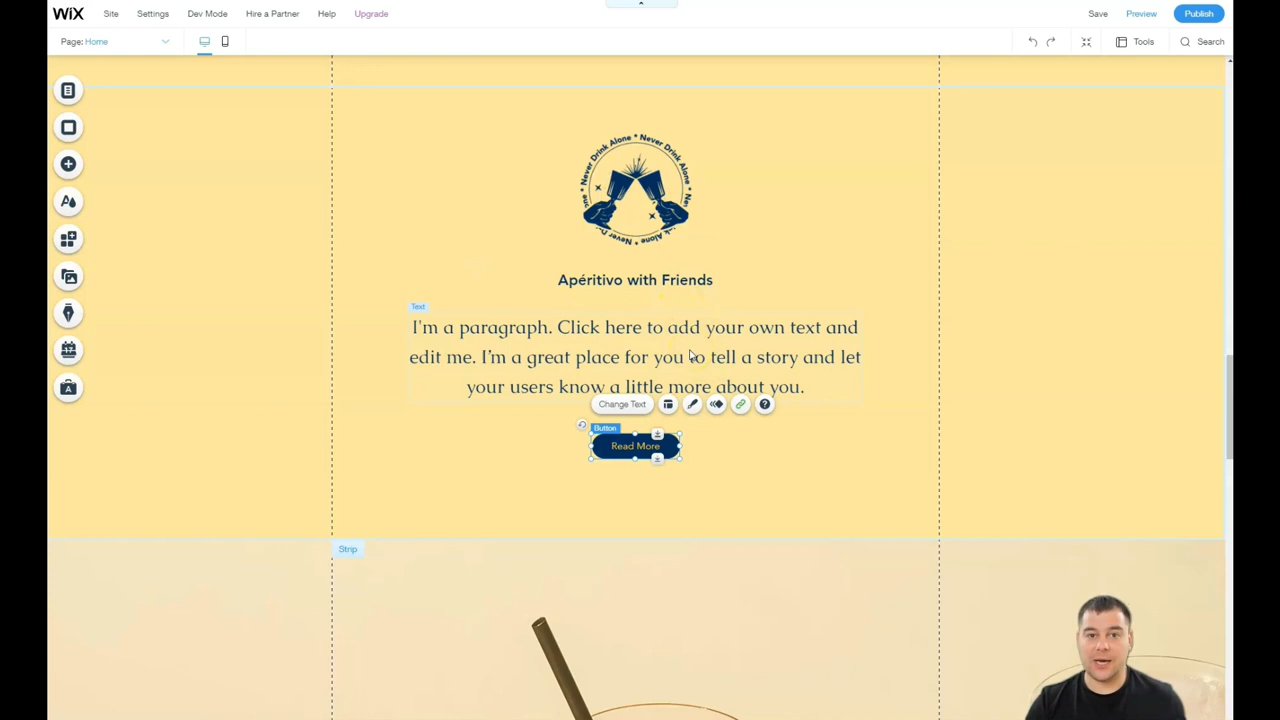 WiX Site Settings Dev Mode Hire a Partner Help Upgrade Save Preview Publish
Page: Home Tools Search
Never Drink Alone * Never Drink Alone * Never Drink Alone *
Apéritivo with Friends
Text
I'm a paragraph. Click here to add your own text and
edit me. I'm a great place for you to tell a story and let
your users know a little more about you.
Change Text
Button
Read More
Strip